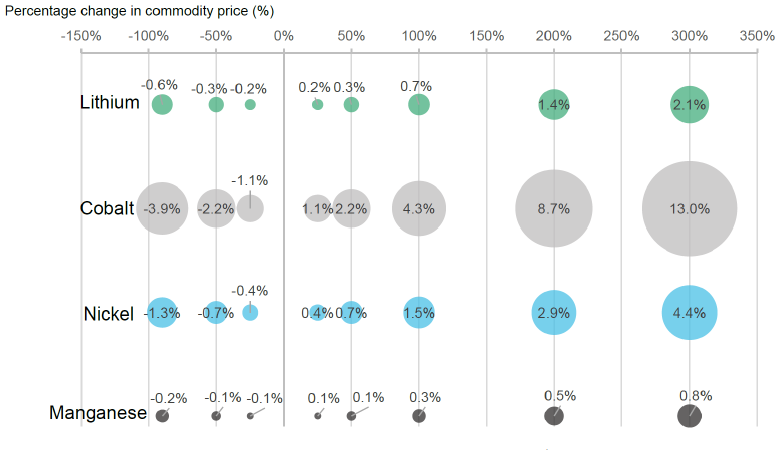 Percentage change in commodity price (%)
-150% -100% -50% 0% 50% 100% 150% 200% 250% 300% 350%
Lithium -0.6% -0.3% -0.2% 0.2% 0.3% 0.7% 1.4% 2.1%
Cobalt -3.9% -2.2% -1.1% 1.1% 2.2% 4.3% 8.7% 13.0%
Nickel -1.3% -0.7% -0.4% 0.4% 0.7% 1.5% 2.9% 4.4%
Manganese -0.2% -0.1% -0.1% 0.1% 0.1% 0.3% 0.5% 0.8%